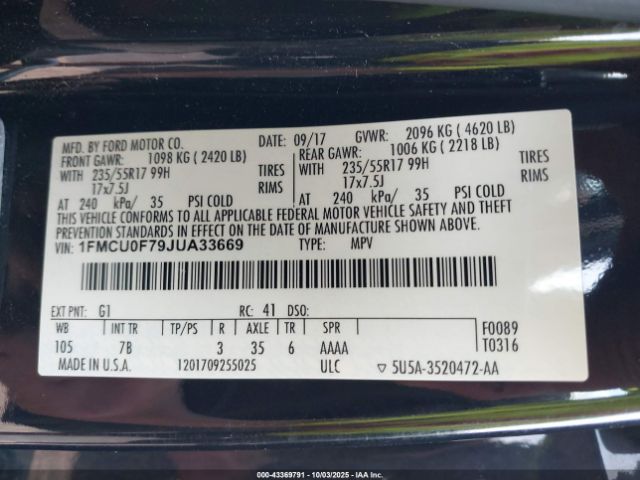 MFD. BY FORD MOTOR CO. DATE: 09/17 GVWR: 2096 KG ( 4620 LB)
FRONT GAWR: 1098 KG ( 2420 LB) REAR GAWR: 1006 KG ( 2218 LB)
WITH 235/55R17 99H TIRES WITH 235/55R17 99H TIRES
17x7.5J RIMS 17x7.5J RIMS
AT 240 kPa/ 35 PSI COLD AT 240 kPa/ 35 PSI COLD
THIS VEHICLE CONFORMS TO ALL APPLICABLE FEDERAL MOTOR VEHICLE SAFETY AND THEFT
PREVENTION STANDARDS IN EFFECT ON THE DATE OF MANUFACTURE SHOWN ABOVE.
VIN: 1FMCU0F79JUA33669 TYPE: MPV
EXT PNT: G1 RC: 41 DSO:
WB INT TR TP/PS R AXLE TR SPR F0089
105 7B 3 35 6 AAAA T0316
MADE IN U.S.A. 1201709255025 ULC ▽ 5U5A-3520472-AA
000-43369791 - 10/03/2025 - IAA Inc.